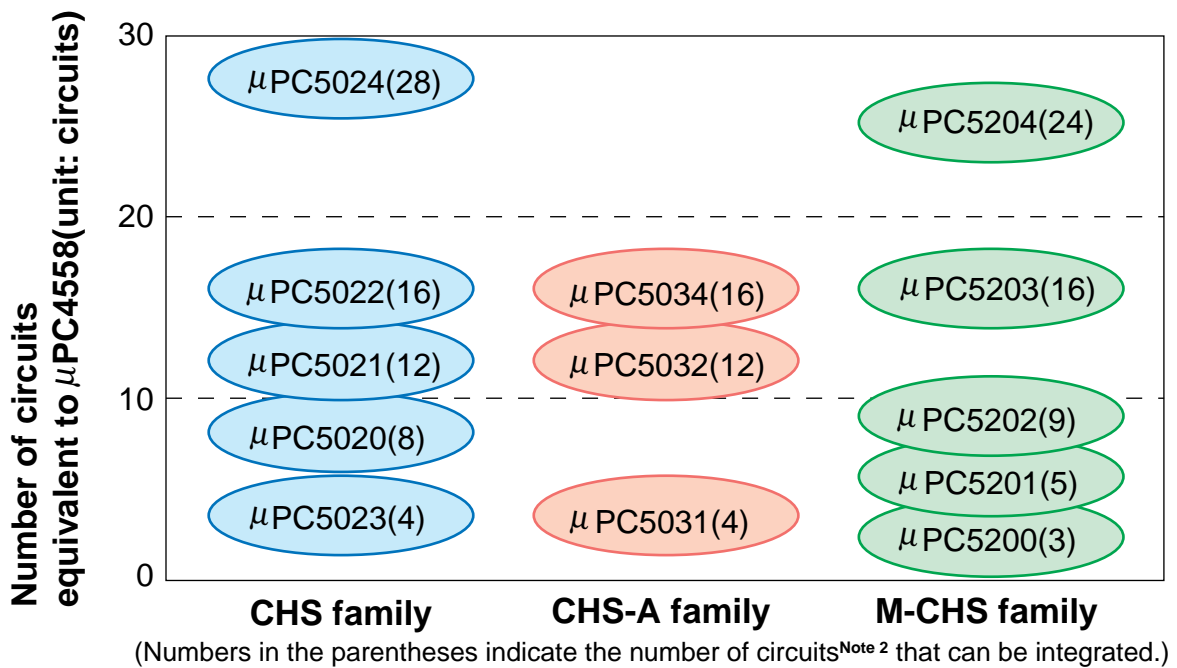 Number of circuits
equivalent to μPC4558(unit: circuits)
30
20
10
0
μPC5024(28)
μPC5022(16)
μPC5021(12)
μPC5020(8)
μPC5023(4)
μPC5034(16)
μPC5032(12)
μPC5031(4)
μPC5204(24)
μPC5203(16)
μPC5202(9)
μPC5201(5)
μPC5200(3)
CHS family
CHS-A family
M-CHS family
(Numbers in the parentheses indicate the number of circuitsNote 2 that can be integrated.)